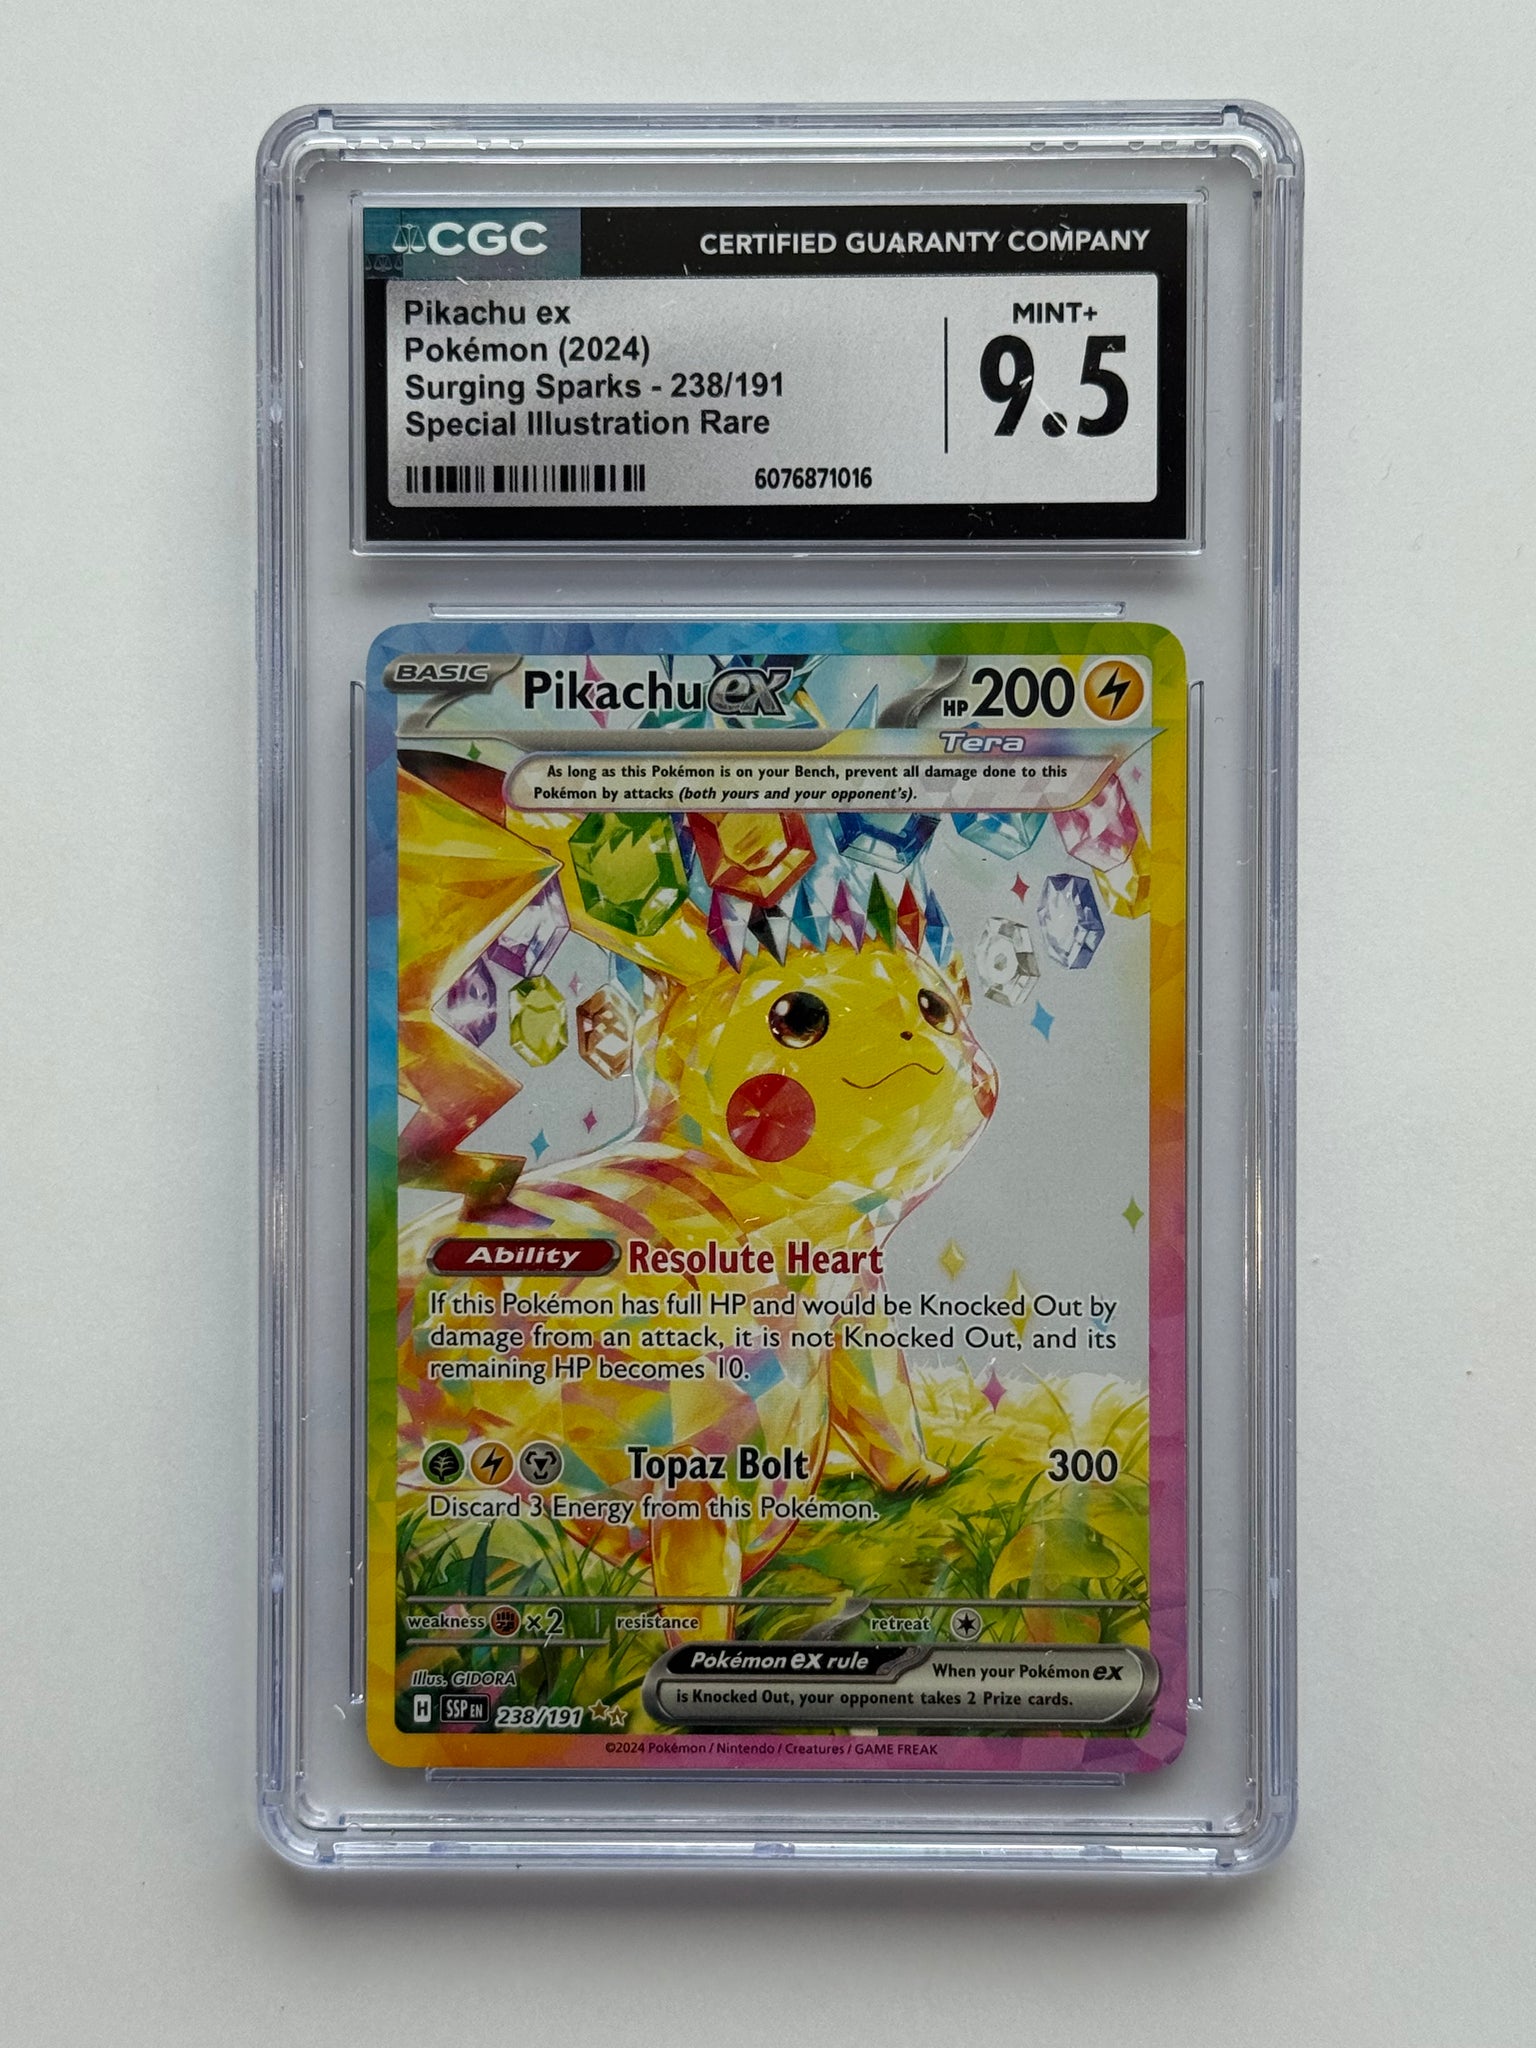 CGC
CERTIFIED GUARANTY COMPANY
Pikachu ex
Pokémon (2024)
Surging Sparks - 238/191
Special Illustration Rare
MINT+
9.5
6076871016
BASIC
Pikachu ex
HP 200
Tera
As long as this Pokémon is on your Bench, prevent all damage done to this
Pokémon by attacks (both yours and your opponent's).
Ability Resolute Heart
If this Pokémon has full HP and would be Knocked Out by
damage from an attack, it is not Knocked Out, and its
remaining HP becomes 10.
Topaz Bolt 300
Discard 3 Energy from this Pokémon.
weakness ×2 resistance retreat
Pokémon ex rule When your Pokémon ex
is Knocked Out, your opponent takes 2 Prize cards.
Illus. GIDORA
H SSP EN 238/191
©2024 Pokémon / Nintendo / Creatures / GAME FREAK